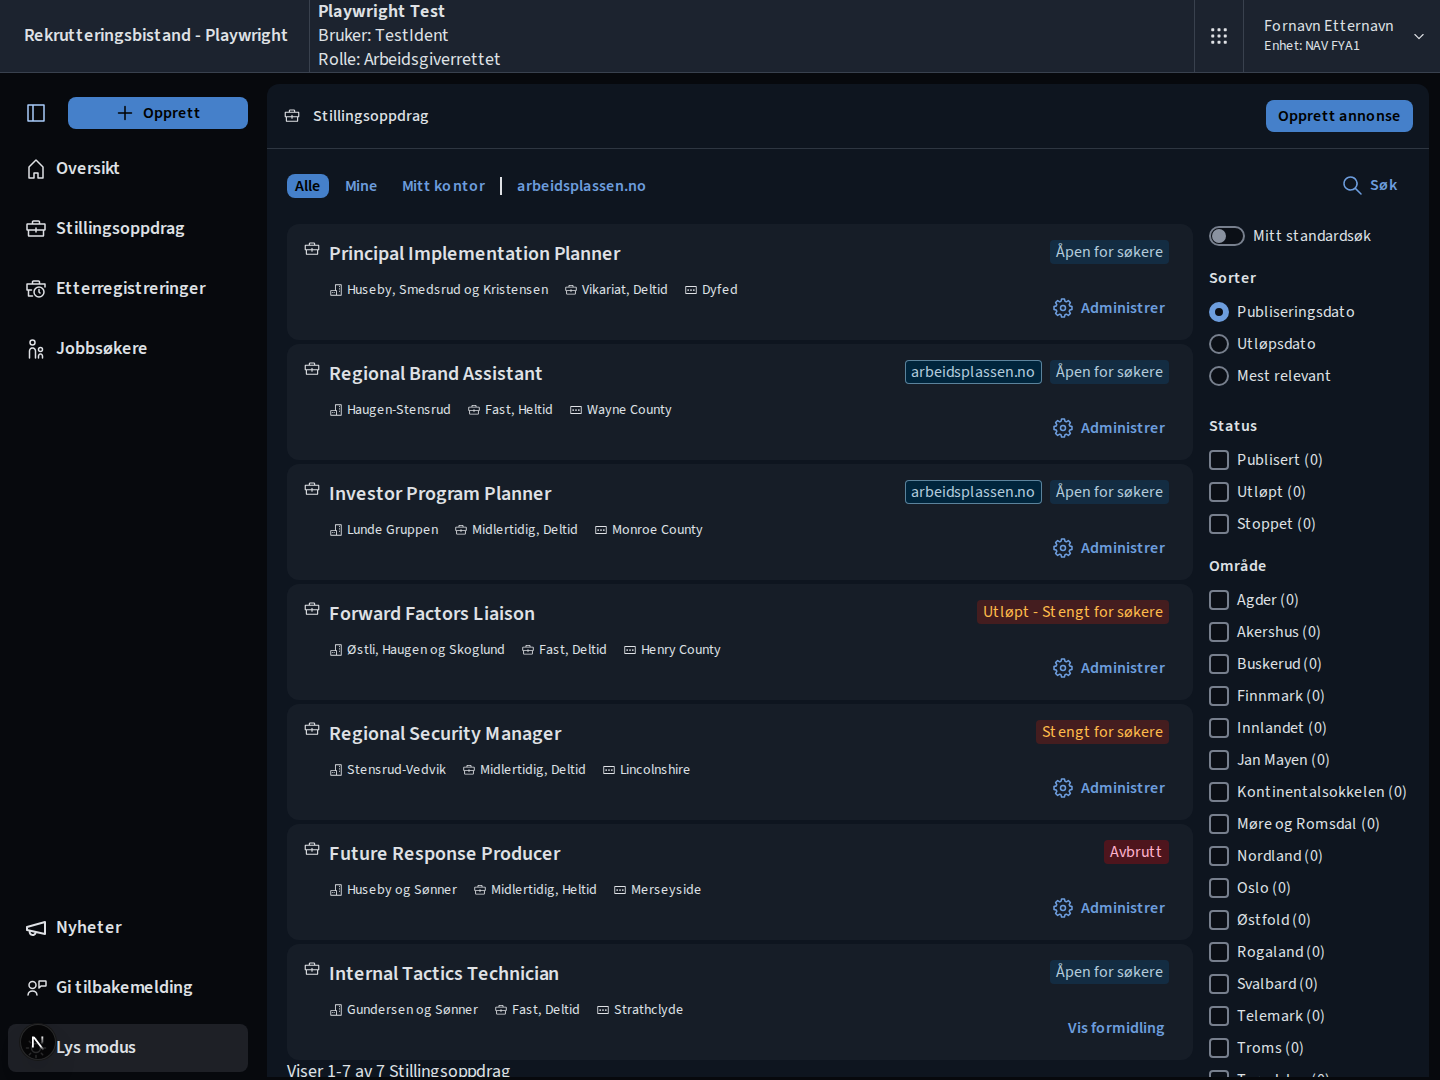 Rekrutteringsbistand - Playwright
Playwright Test
Bruker: TestIdent
Rolle: Arbeidsgiverrettet
Fornavn Etternavn
Enhet: NAV FYA1
Opprett
Oversikt
Stillingsoppdrag
Etterregistreringer
Jobbsøkere
Nyheter
Gi tilbakemelding
N
Lys modus
Stillingsoppdrag
Opprett annonse
Alle
Mine
Mitt kontor
arbeidsplassen.no
Søk
Principal Implementation Planner
Åpen for søkere
Huseby, Smedsrud og Kristensen
Vikariat, Deltid
Dyfed
Administrer
Regional Brand Assistant
arbeidsplassen.no
Åpen for søkere
Haugen-Stensrud
Fast, Heltid
Wayne County
Administrer
Investor Program Planner
arbeidsplassen.no
Åpen for søkere
Lunde Gruppen
Midlertidig, Deltid
Monroe County
Administrer
Forward Factors Liaison
Utløpt - Stengt for søkere
Østli, Haugen og Skoglund
Fast, Deltid
Henry County
Administrer
Regional Security Manager
Stengt for søkere
Stensrud-Vedvik
Midlertidig, Deltid
Lincolnshire
Administrer
Future Response Producer
Avbrutt
Huseby og Sønner
Midlertidig, Heltid
Merseyside
Administrer
Internal Tactics Technician
Åpen for søkere
Gundersen og Sønner
Fast, Deltid
Strathclyde
Vis formidling
Viser 1-7 av 7 Stillingsoppdrag
Mitt standardsøk
Sorter
Publiseringsdato
Utløpsdato
Mest relevant
Status
Publisert (0)
Utløpt (0)
Stoppet (0)
Område
Agder (0)
Akershus (0)
Buskerud (0)
Finnmark (0)
Innlandet (0)
Jan Mayen (0)
Kontinentalsokkelen (0)
Møre og Romsdal (0)
Nordland (0)
Oslo (0)
Østfold (0)
Rogaland (0)
Svalbard (0)
Telemark (0)
Troms (0)